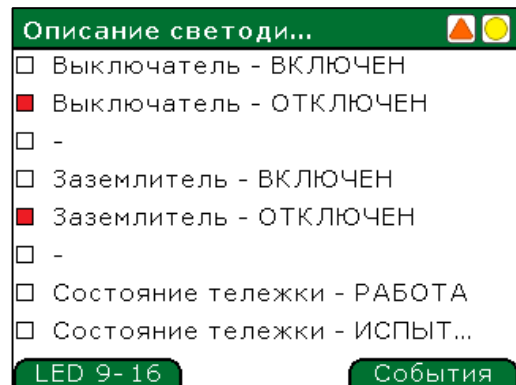 Описание светоди...
Выключатель - ВКЛЮЧЕН
Выключатель - ОТКЛЮЧЕН
-
Заземлитель - ВКЛЮЧЕН
Заземлитель - ОТКЛЮЧЕН
-
Состояние тележки - РАБОТА
Состояние тележки - ИСПЫТ...
LED 9-16 События